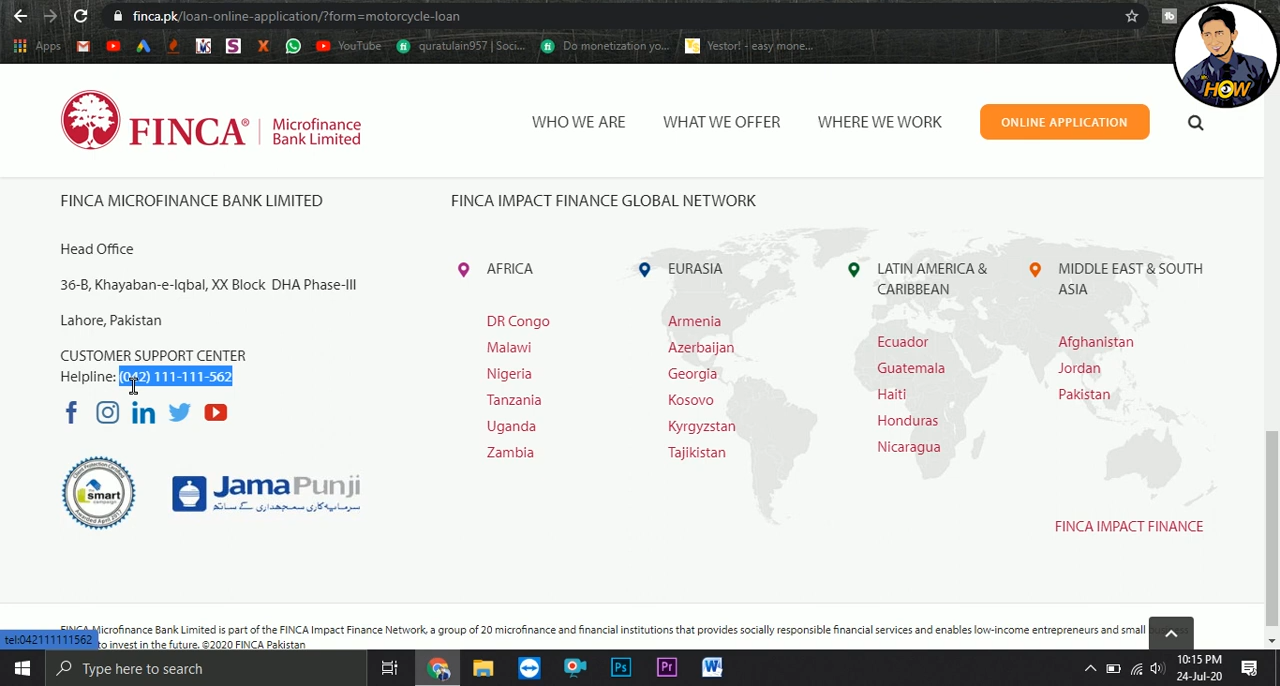 finca.pk/loan-online-application/?form=motorcycle-loan
Apps
YouTube
quratulain957 | Soci...
Do monetization yo...
Yestor! - easy mone...
HOW
FINCA® | Microfinance Bank Limited
WHO WE ARE
WHAT WE OFFER
WHERE WE WORK
ONLINE APPLICATION
FINCA MICROFINANCE BANK LIMITED
Head Office
36-B, Khayaban-e-Iqbal, XX Block DHA Phase-III
Lahore, Pakistan
CUSTOMER SUPPORT CENTER
Helpline: (042) 111-111-562
smart
JamaPunji
سرمایہ کاری سمجھداری کے ساتھ
FINCA IMPACT FINANCE GLOBAL NETWORK
AFRICA
DR Congo
Malawi
Nigeria
Tanzania
Uganda
Zambia
EURASIA
Armenia
Azerbaijan
Georgia
Kosovo
Kyrgyzstan
Tajikistan
LATIN AMERICA &
CARIBBEAN
Ecuador
Guatemala
Haiti
Honduras
Nicaragua
MIDDLE EAST & SOUTH
ASIA
Afghanistan
Jordan
Pakistan
FINCA IMPACT FINANCE
FINCA Microfinance Bank Limited is part of the FINCA Impact Finance Network, a group of 20 microfinance and financial institutions that provides socially responsible financial services and enables low-income entrepreneurs and small business
to invest in the future. ©2020 FINCA Pakistan
tel:042111111562
Type here to search
10:15 PM
24-Jul-20